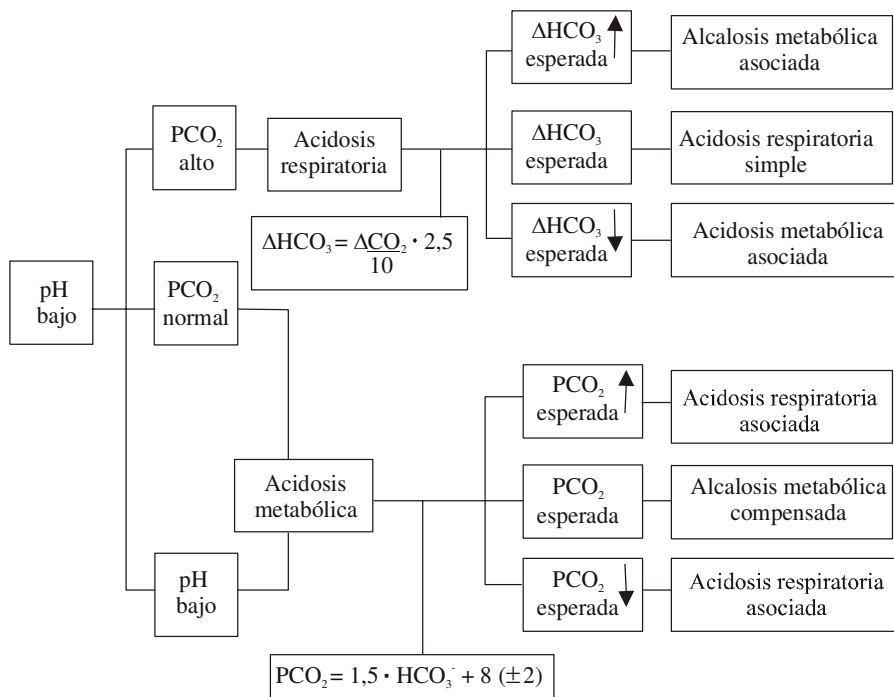 ΔHCO₃
esperada
Alcalosis metabólica
asociada
PCO₂
alto
Acidosis
respiratoria
ΔHCO₃
esperada
Acidosis respiratoria
simple
ΔHCO₃ = ΔCO₂ · 2,5
10
ΔHCO₃
esperada
Acidosis metabólica
asociada
pH
bajo
PCO₂
normal
PCO₂
esperada
Acidosis respiratoria
asociada
Acidosis
metabólica
PCO₂
esperada
Alcalosis metabólica
compensada
pH
bajo
PCO₂
esperada
Acidosis respiratoria
asociada
PCO₂ = 1,5 · HCO₃⁻ + 8 (±2)